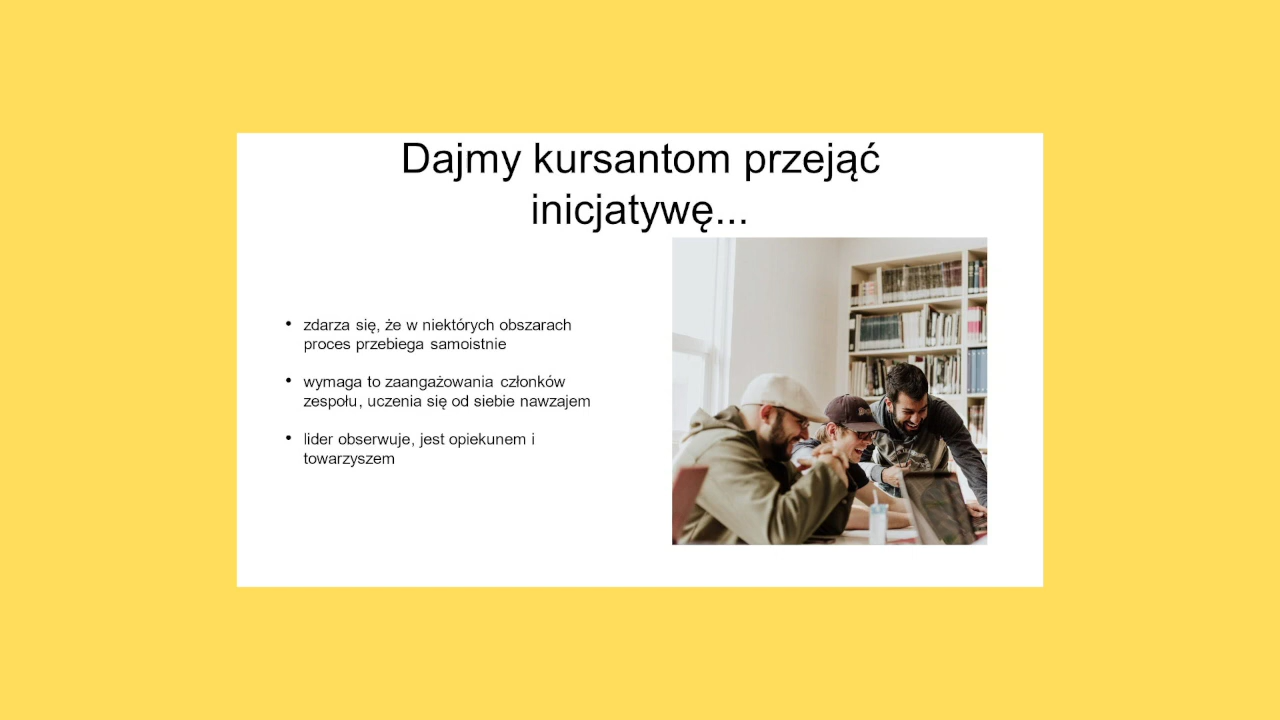 Dajmy kursantom przejąć
inicjatywę...
• zdarza się, że w niektórych obszarach
proces przebiega samoistnie
• wymaga to zaangażowania członków
zespołu, uczenia się od siebie nawzajem
• lider obserwuje, jest opiekunem i
towarzyszem